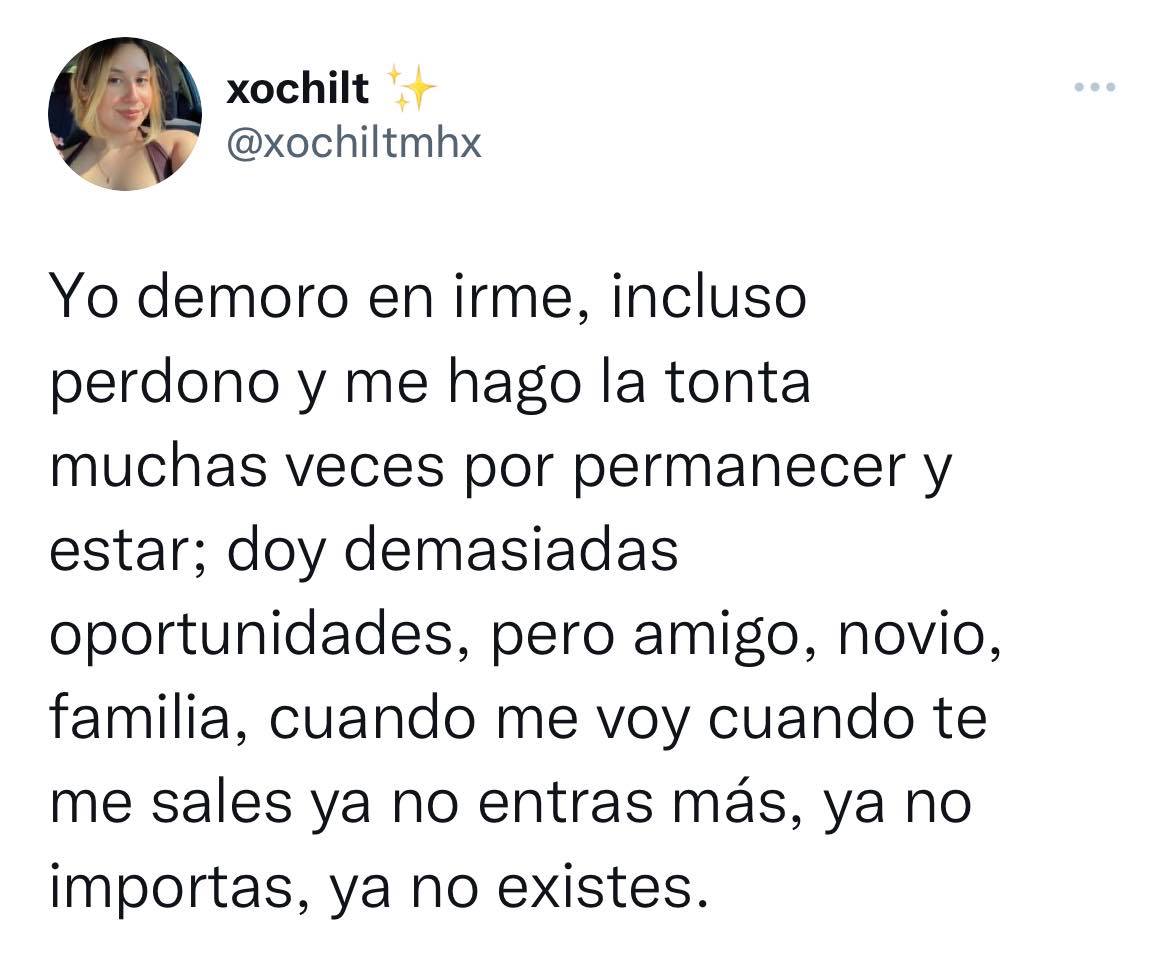 xochilt ✨
@xochiltmhx
Yo demoro en irme, incluso
perdono y me hago la tonta
muchas veces por permanecer y
estar; doy demasiadas
oportunidades, pero amigo, novio,
familia, cuando me voy cuando te
me sales ya no entras más, ya no
importas, ya no existes.